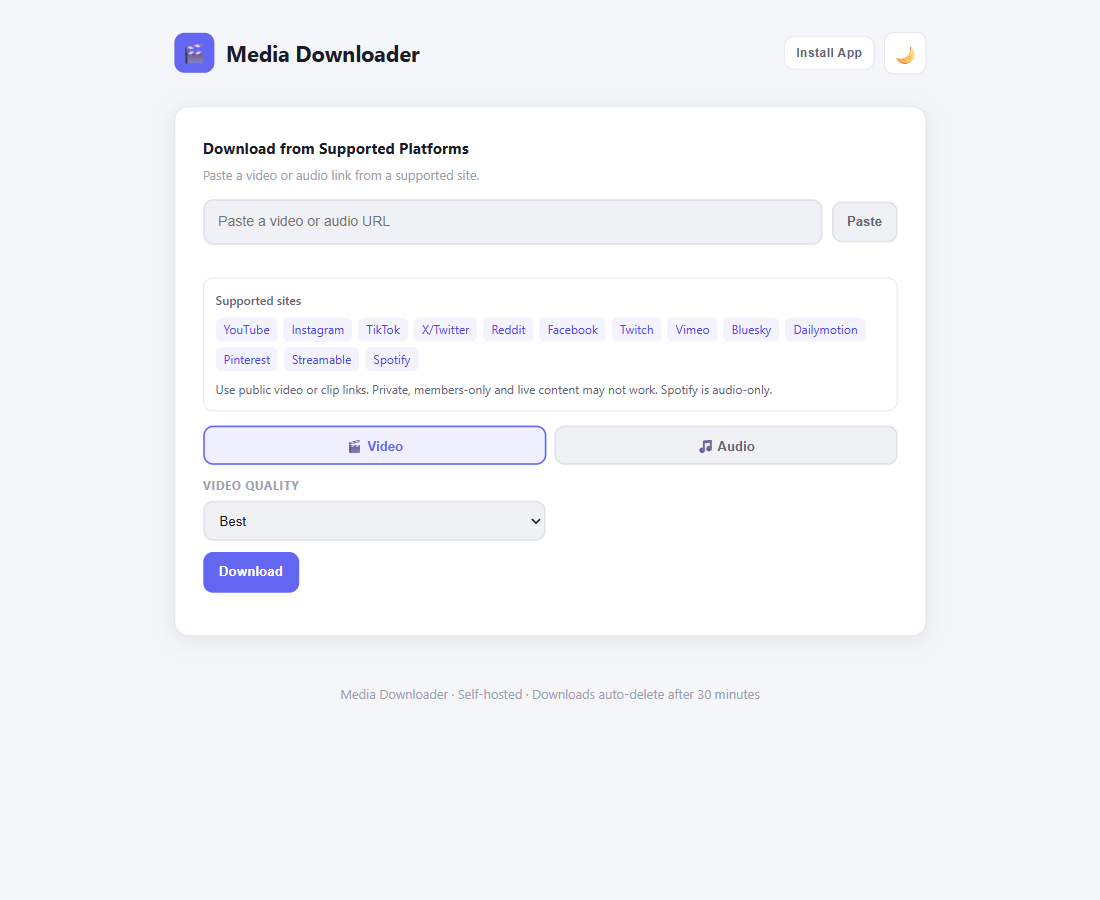 Media Downloader
Install App
Download from Supported Platforms
Paste a video or audio link from a supported site.
Paste a video or audio URL
Paste
Supported sites
YouTube Instagram TikTok X/Twitter Reddit Facebook Twitch Vimeo Bluesky Dailymotion
Pinterest Streamable Spotify
Use public video or clip links. Private, members-only and live content may not work. Spotify is audio-only.
Video
Audio
VIDEO QUALITY
Best
Download
Media Downloader · Self-hosted · Downloads auto-delete after 30 minutes